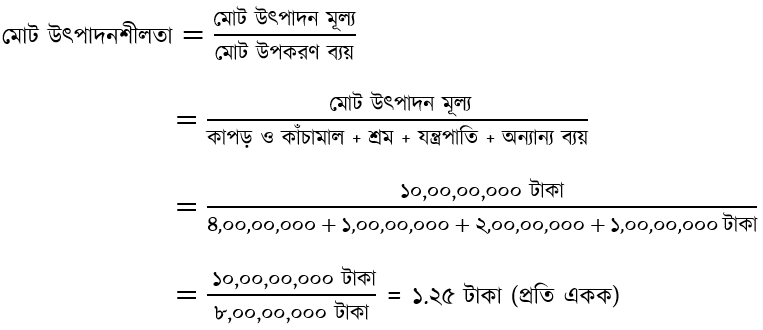 মোট উৎপাদনশীলতা = মোট উৎপাদন মূল্য / মোট উপকরণ ব্যয়
= মোট উৎপাদন মূল্য / কাপড় ও কাঁচামাল + শ্রম + যন্ত্রপাতি + অন্যান্য ব্যয়
= ১০,০০,০০,০০০ টাকা / ৪,০০,০০,০০০ + ১,০০,০০,০০০ + ২,০০,০০,০০০ + ১,০০,০০,০০০ টাকা
= ১০,০০,০০,০০০ টাকা / ৮,০০,০০,০০০ টাকা = ১.২৫ টাকা (প্রতি একক)